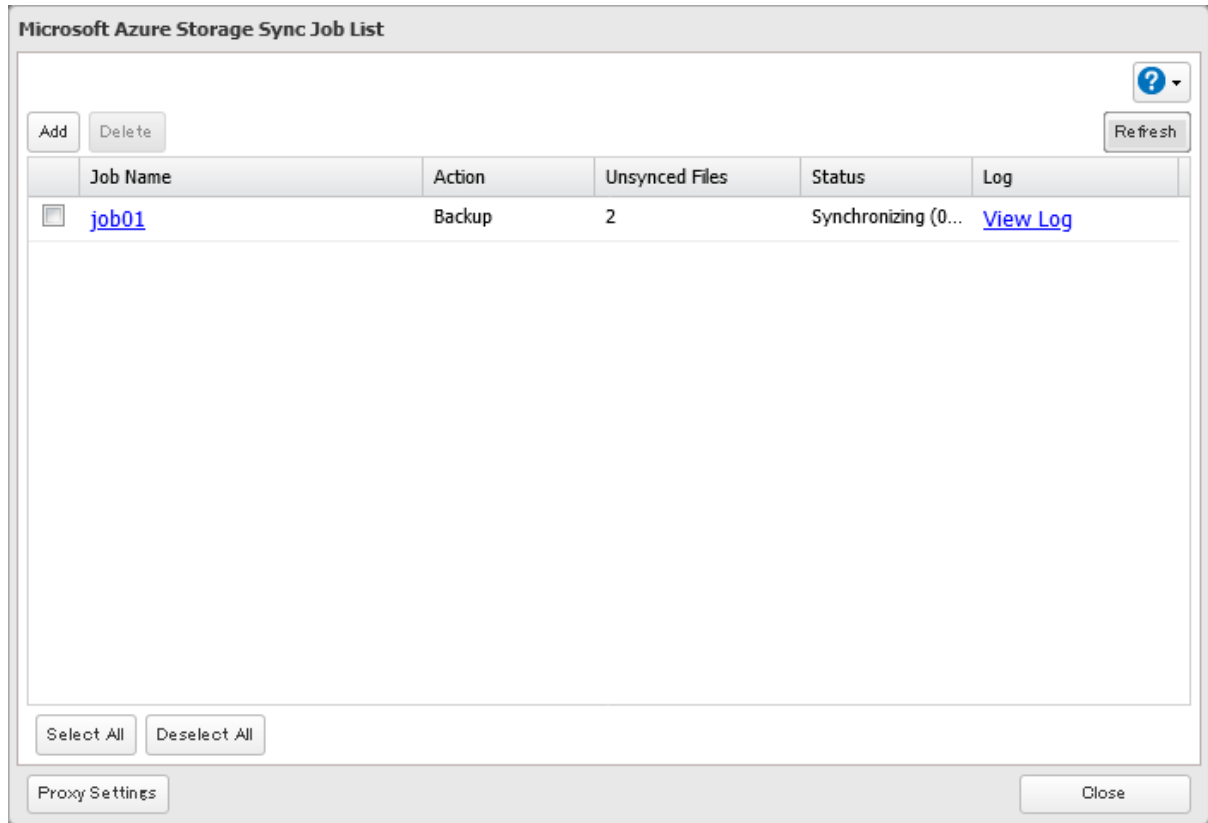 Microsoft Azure Storage Sync Job List
?
Add Delete Refresh
Job Name Action Unsynced Files Status Log
job01 Backup 2 Synchronizing (0... View Log
Select All Deselect All
Proxy Settings Close